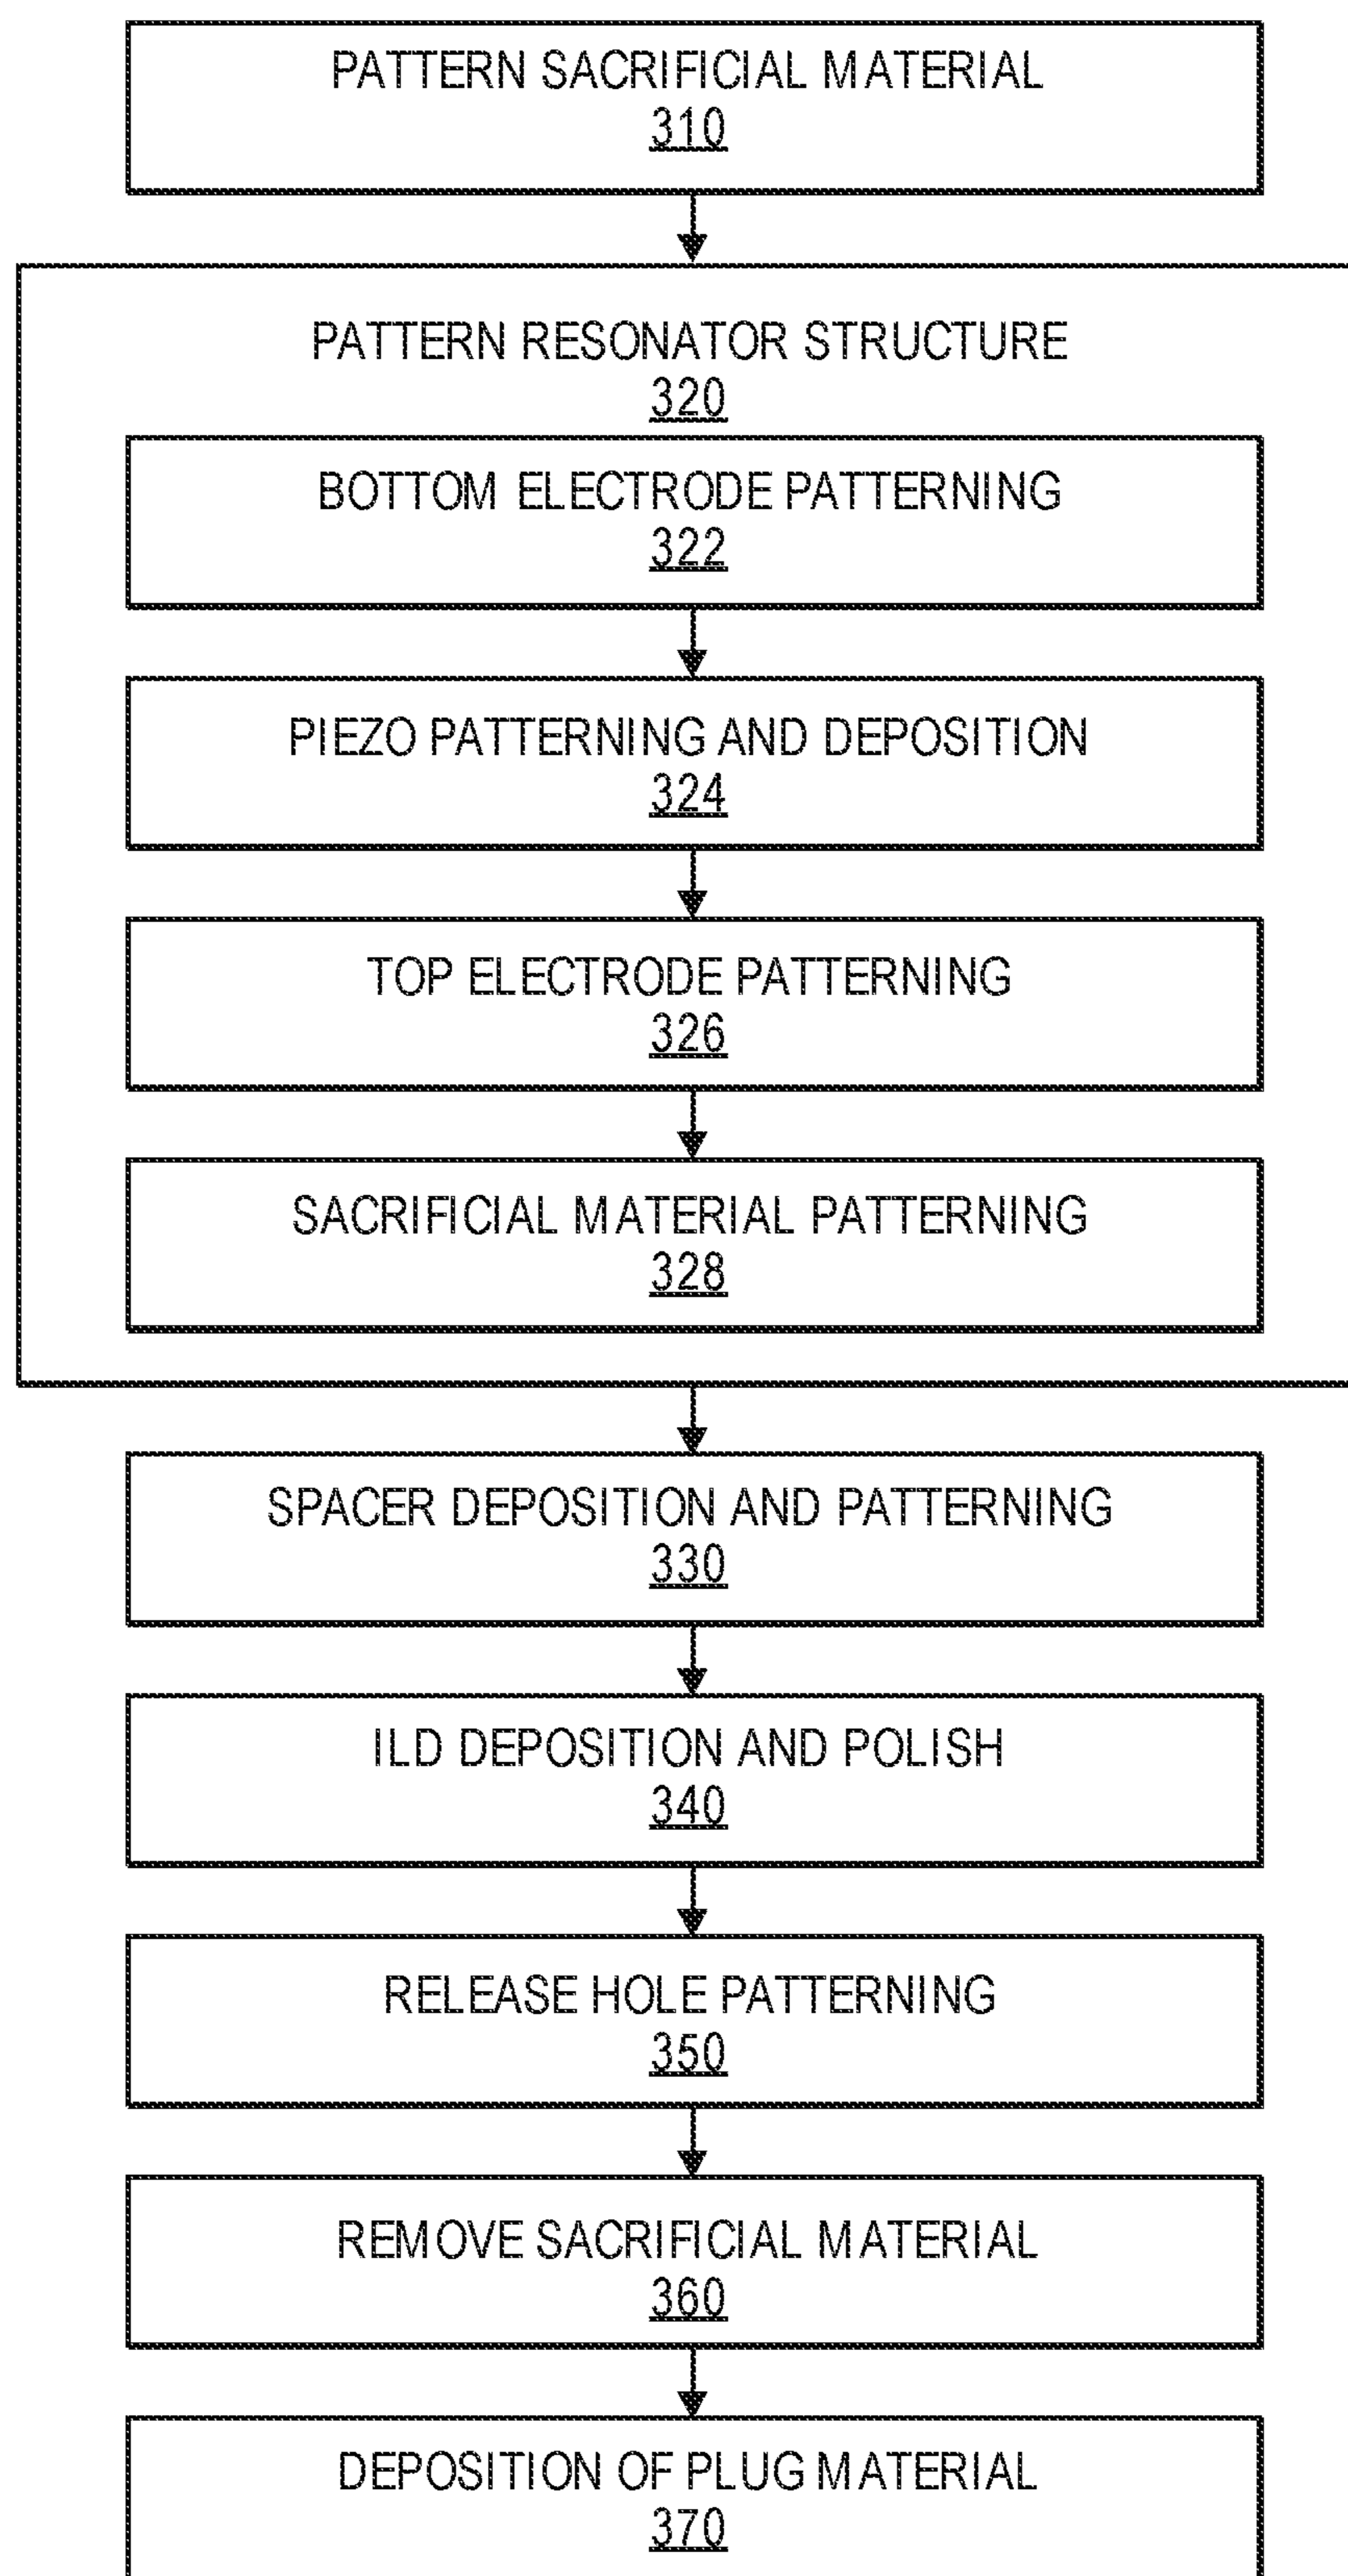 PATTERN SACRIFICIAL MATERIAL
310
PATTERN RESONATOR STRUCTURE
320
BOTTOM ELECTRODE PATTERNING
322
PIEZO PATTERNING AND DEPOSITION
324
TOP ELECTRODE PATTERNING
326
SACRIFICIAL MATERIAL PATTERNING
328
SPACER DEPOSITION AND PATTERNING
330
ILD DEPOSITION AND POLISH
340
RELEASE HOLE PATTERNING
350
REMOVE SACRIFICIAL MATERIAL
360
DEPOSITION OF PLUG MATERIAL
370